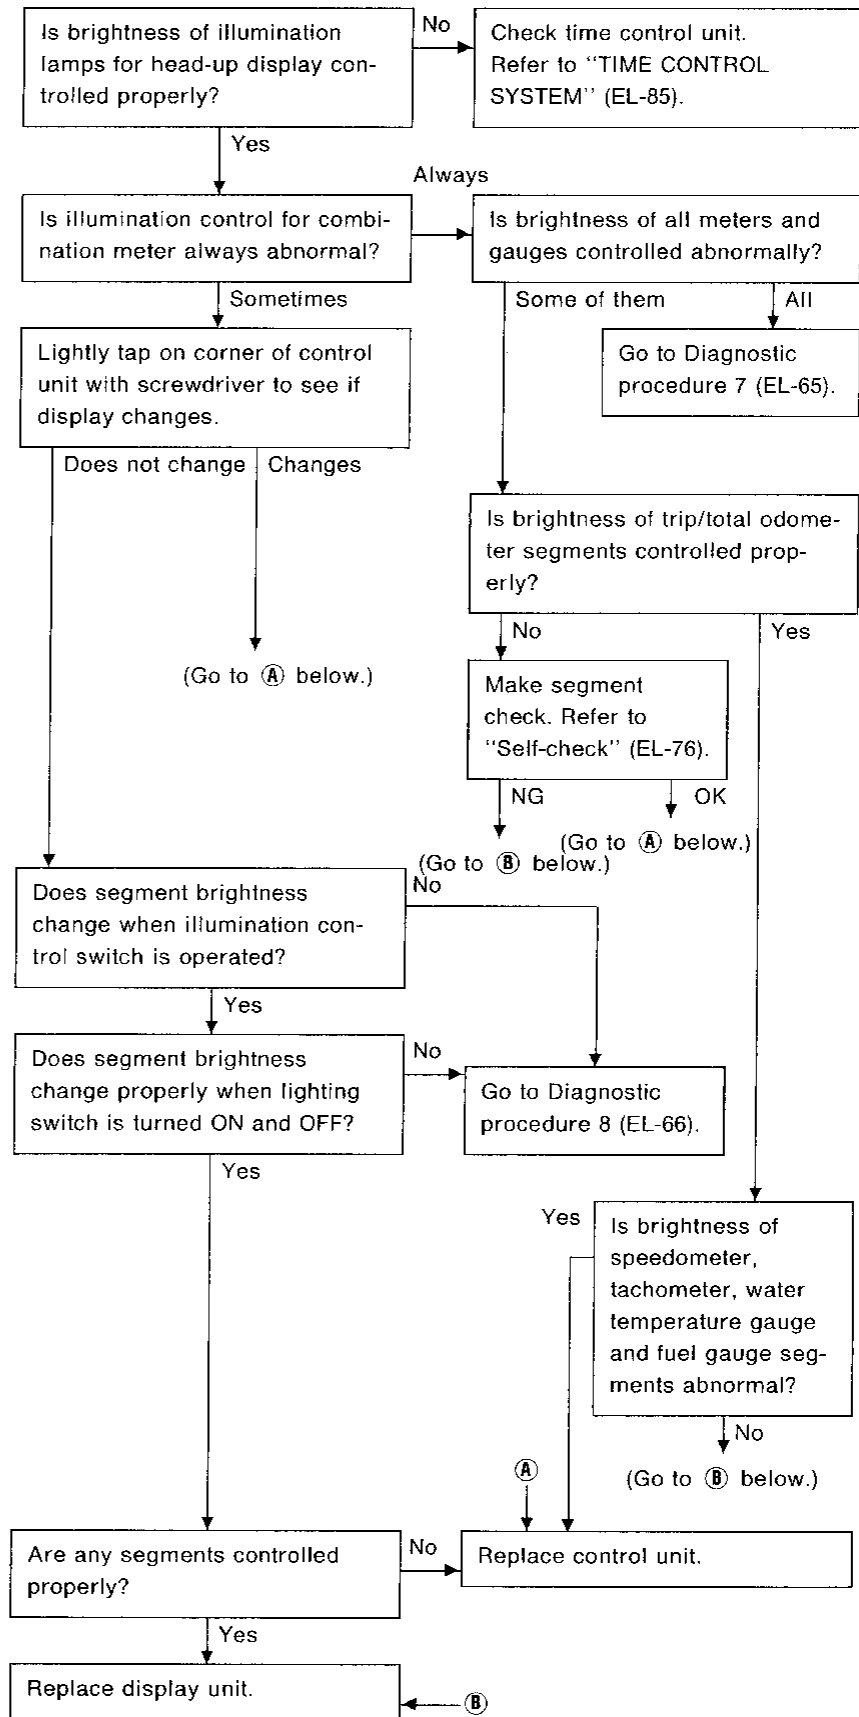 Is brightness of illumination
lamps for head-up display con-
trolled properly?
No
Check time control unit.
Refer to "TIME CONTROL
SYSTEM" (EL-85).
Yes
Always
Is illumination control for combi-
nation meter always abnormal?
Is brightness of all meters and
gauges controlled abnormally?
Sometimes
Some of them
All
Lightly tap on corner of control
unit with screwdriver to see if
display changes.
Go to Diagnostic
procedure 7 (EL-65).
Does not change
Changes
Is brightness of trip/total odome-
ter segments controlled prop-
erly?
No
Yes
(Go to Ⓐ below.)
Make segment
check. Refer to
"Self-check" (EL-76).
NG
OK
(Go to Ⓐ below.)
(Go to Ⓑ below.)
Does segment brightness
change when illumination con-
trol switch is operated?
No
Yes
Does segment brightness
change properly when lighting
switch is turned ON and OFF?
No
Go to Diagnostic
procedure 8 (EL-66).
Yes
Yes
Is brightness of
speedometer,
tachometer, water
temperature gauge
and fuel gauge seg-
ments abnormal?
No
(Go to Ⓑ below.)
Ⓐ
Are any segments controlled
properly?
No
Replace control unit.
Yes
Replace display unit.
Ⓑ